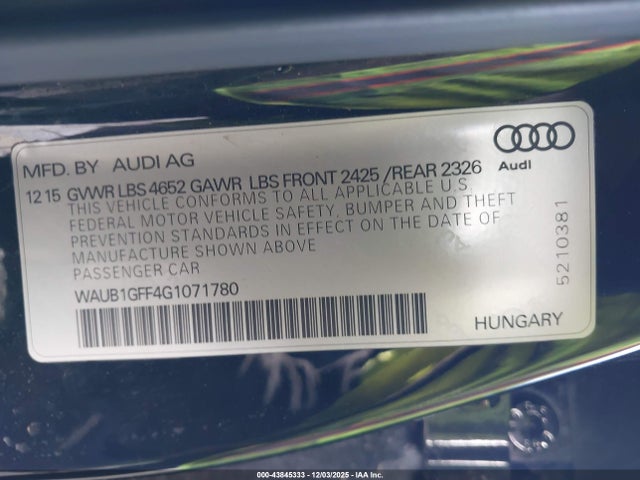 MFD. BY AUDI AG
Audi
12 15 GVWR LBS 4652 GAWR LBS FRONT 2425 /REAR 2326
THIS VEHICLE CONFORMS TO ALL APPLICABLE U.S
FEDERAL MOTOR VEHICLE SAFETY, BUMPER AND THEFT
PREVENTION STANDARDS IN EFFECT ON THE DATE OF
MANUFACTURE SHOWN ABOVE
PASSENGER CAR
WAUB1GFF4G1071780
HUNGARY
5210381
000-43845333 - 12/03/2025 - IAA Inc.